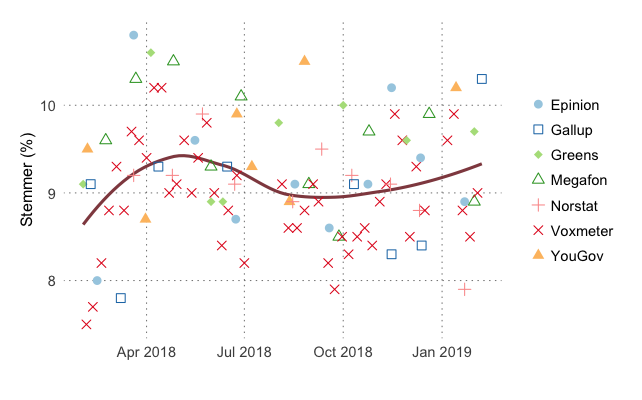 Stemmer (%)
10
9
8
Apr 2018
Jul 2018
Oct 2018
Jan 2019
Epinion
Gallup
Greens
Megafon
Norstat
Voxmeter
YouGov